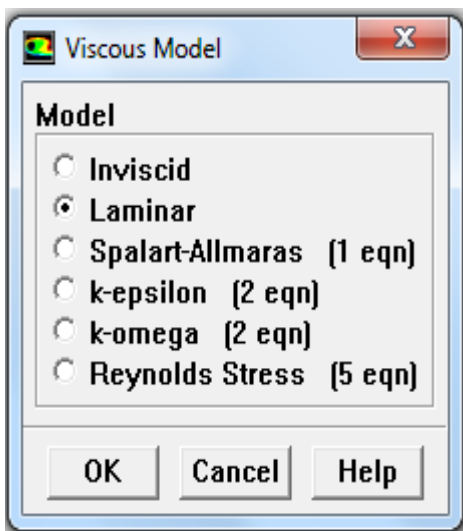 Viscous Model
Model
Inviscid
Laminar
Spalart-Allmaras (1 eqn)
k-epsilon (2 eqn)
k-omega (2 eqn)
Reynolds Stress (5 eqn)
OK Cancel Help